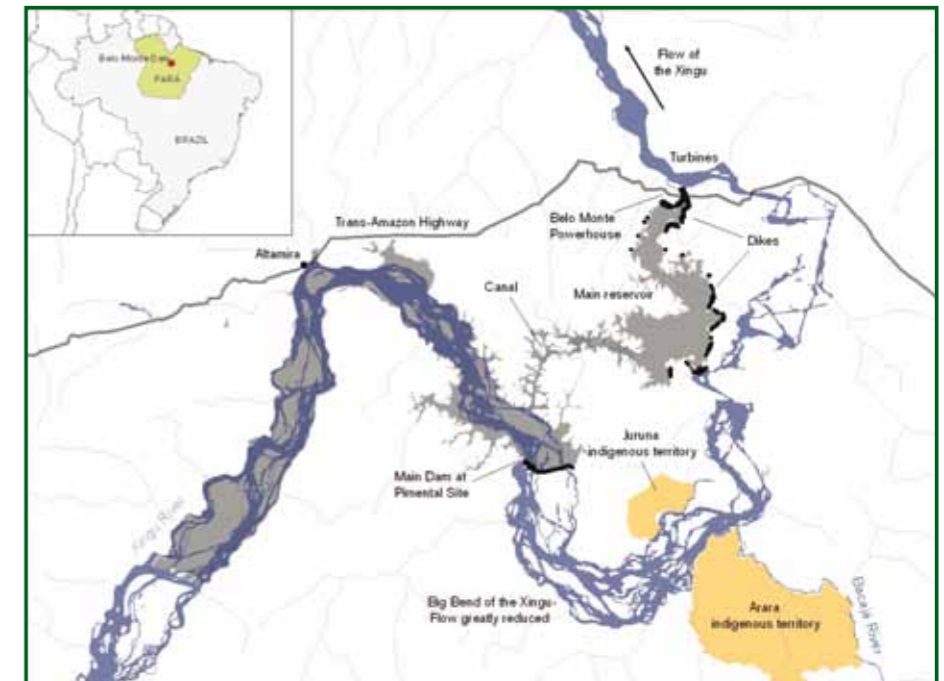 Belo Monte Dam
PARÁ
BRAZIL
Flow of
the Xingu
Turbines
Trans-Amazon Highway
Belo Monte
Powerhouse
Dikes
Altamira
Canal
Main reservoir
Juruna
indigenous territory
Main Dam at
Pimental Site
Xingu River
Big Bend of the Xingu-
Flow greatly reduced
Arara
indigenous territory
Bacajá River